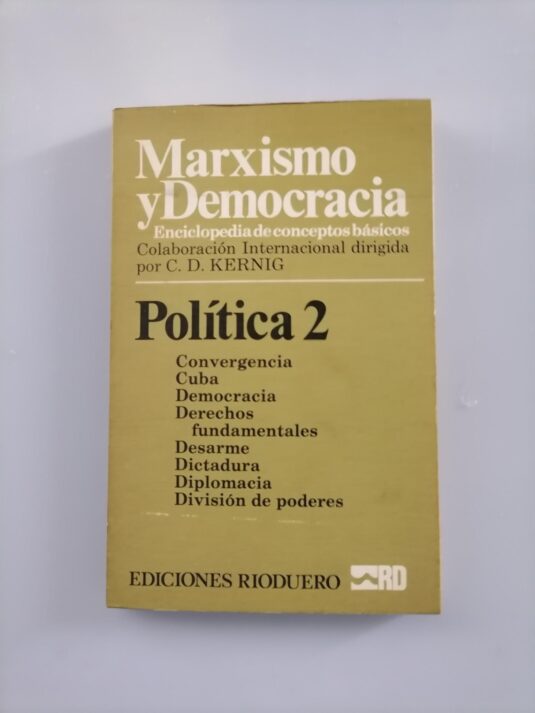 Marxismo
y Democracia
Enciclopedia de conceptos básicos
Colaboración Internacional dirigida
por C. D. KERNIG
Política 2
Convergencia
Cuba
Democracia
Derechos
fundamentales
Desarme
Dictadura
Diplomacia
División de poderes
EDICIONES RIODUERO RD